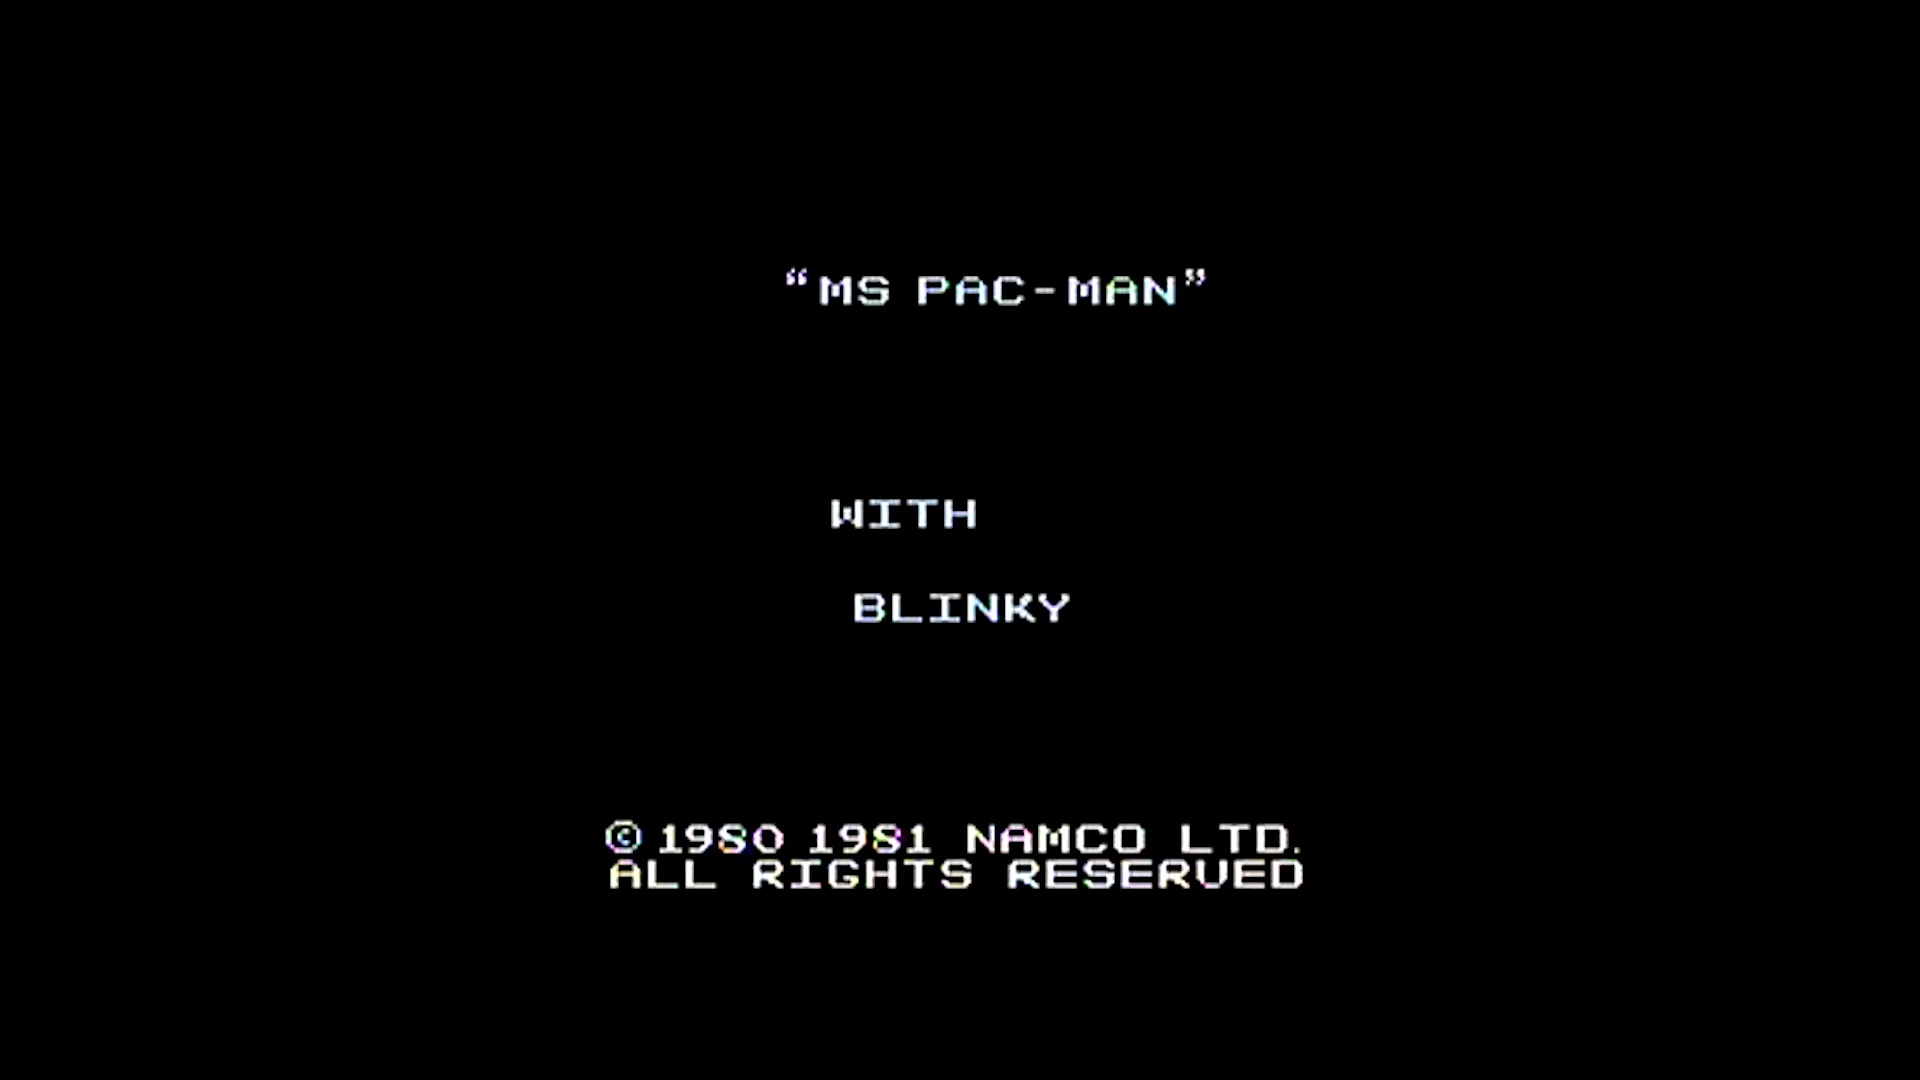 “MS PAC-MAN”
WITH
BLINKY
© 1980 1981 NAMCO LTD.
ALL RIGHTS RESERVED